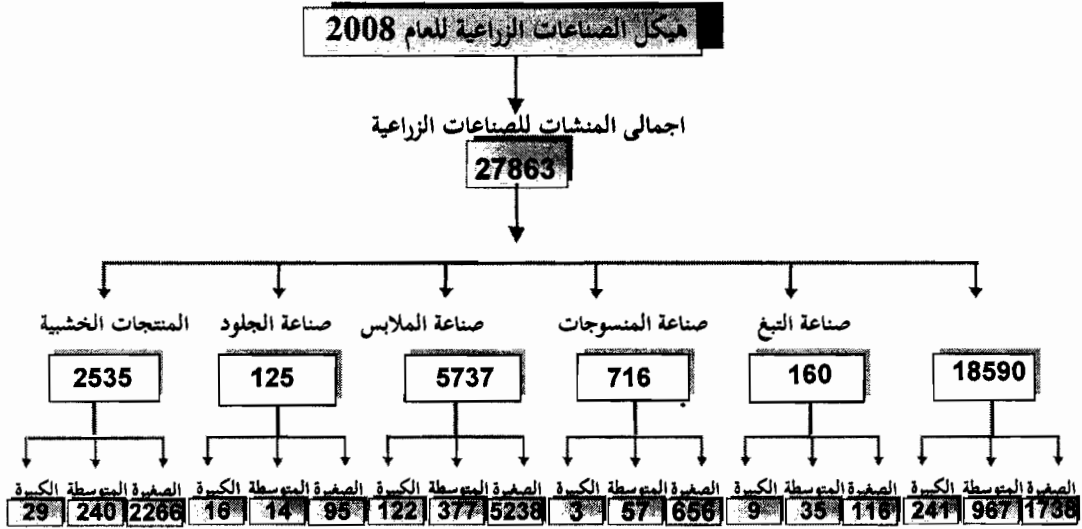 هيكل الصناعات الزراعية للعام 2008
اجمالى المنشات للصناعات الزراعية
27863
صناعة التبغ صناعة المنسوجات صناعة الملابس صناعة الجلود المنتجات الخشبية
18590 160 716 5737 125 2535
الصغيرة المتوسطة الكبيرة الصغيرة المتوسطة الكبيرة الصغيرة المتوسطة الكبيرة الصغيرة المتوسطة الكبيرة الصغيرة المتوسطة الكبيرة الصغيرة المتوسطة الكبيرة
1738 967 241 116 35 9 656 57 3 5238 377 122 95 14 16 2266 240 29